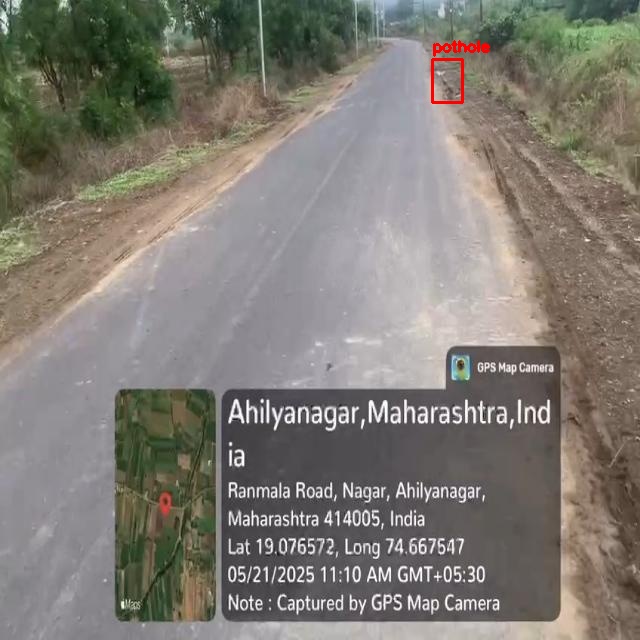 pothole
GPS Map Camera
Ahilyanagar,Maharashtra,Ind
ia
Ranmala Road, Nagar, Ahilyanagar,
Maharashtra 414005, India
Lat 19.076572, Long 74.667547
05/21/2025 11:10 AM GMT+05:30
Note : Captured by GPS Map Camera
Maps